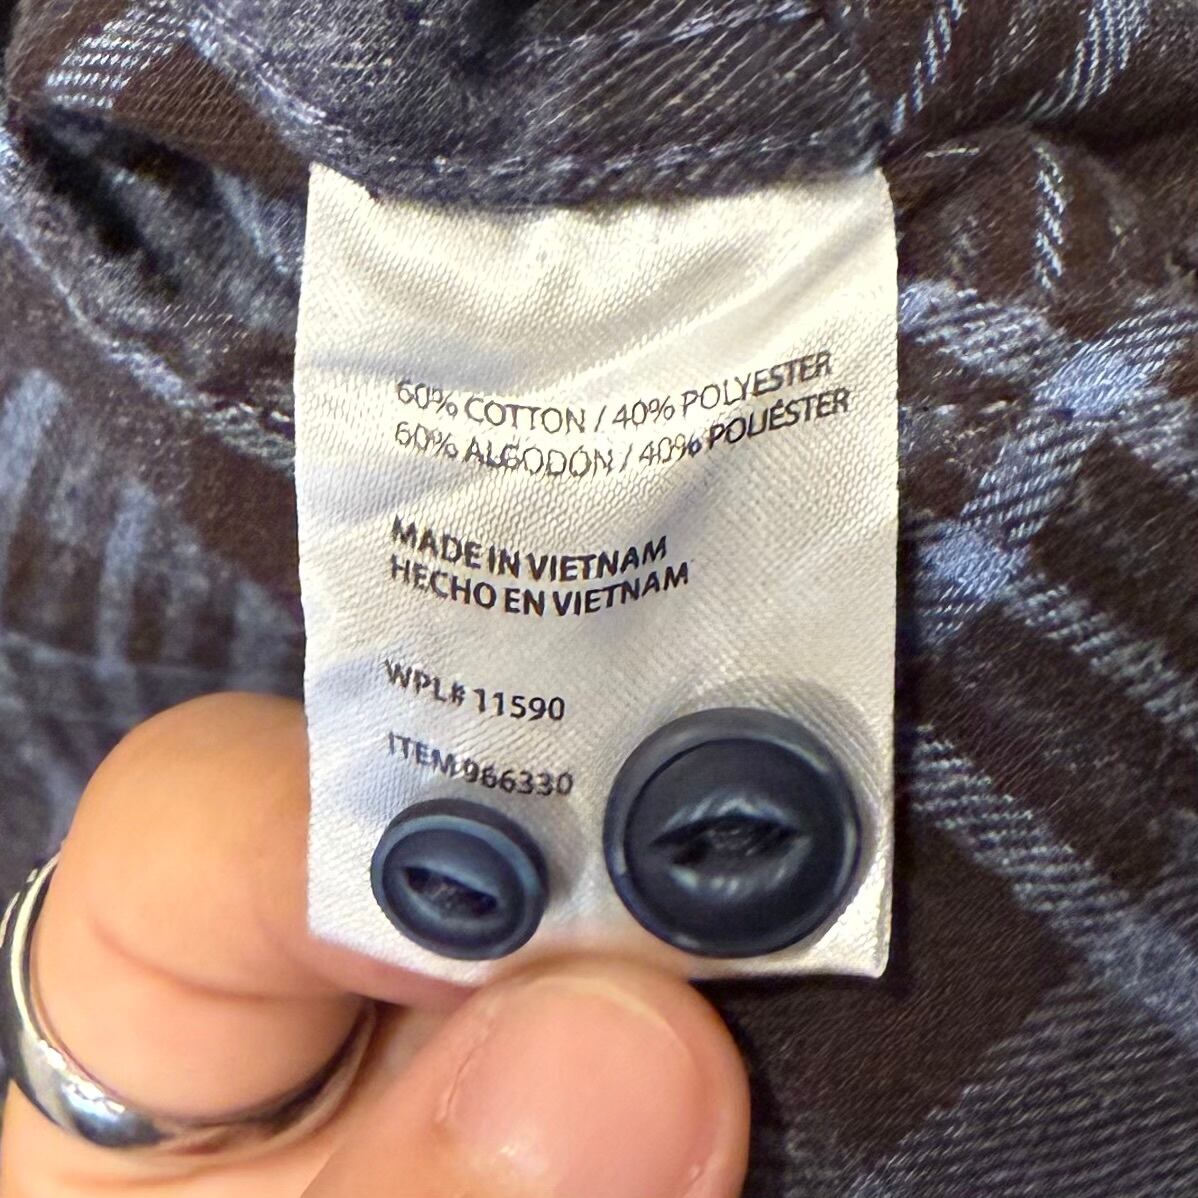 60% COTTON / 40% POLYESTER
60% ALGODÓN / 40% POLIÉSTER
MADE IN VIETNAM
HECHO EN VIETNAM
WPL# 11590
ITEM 966330